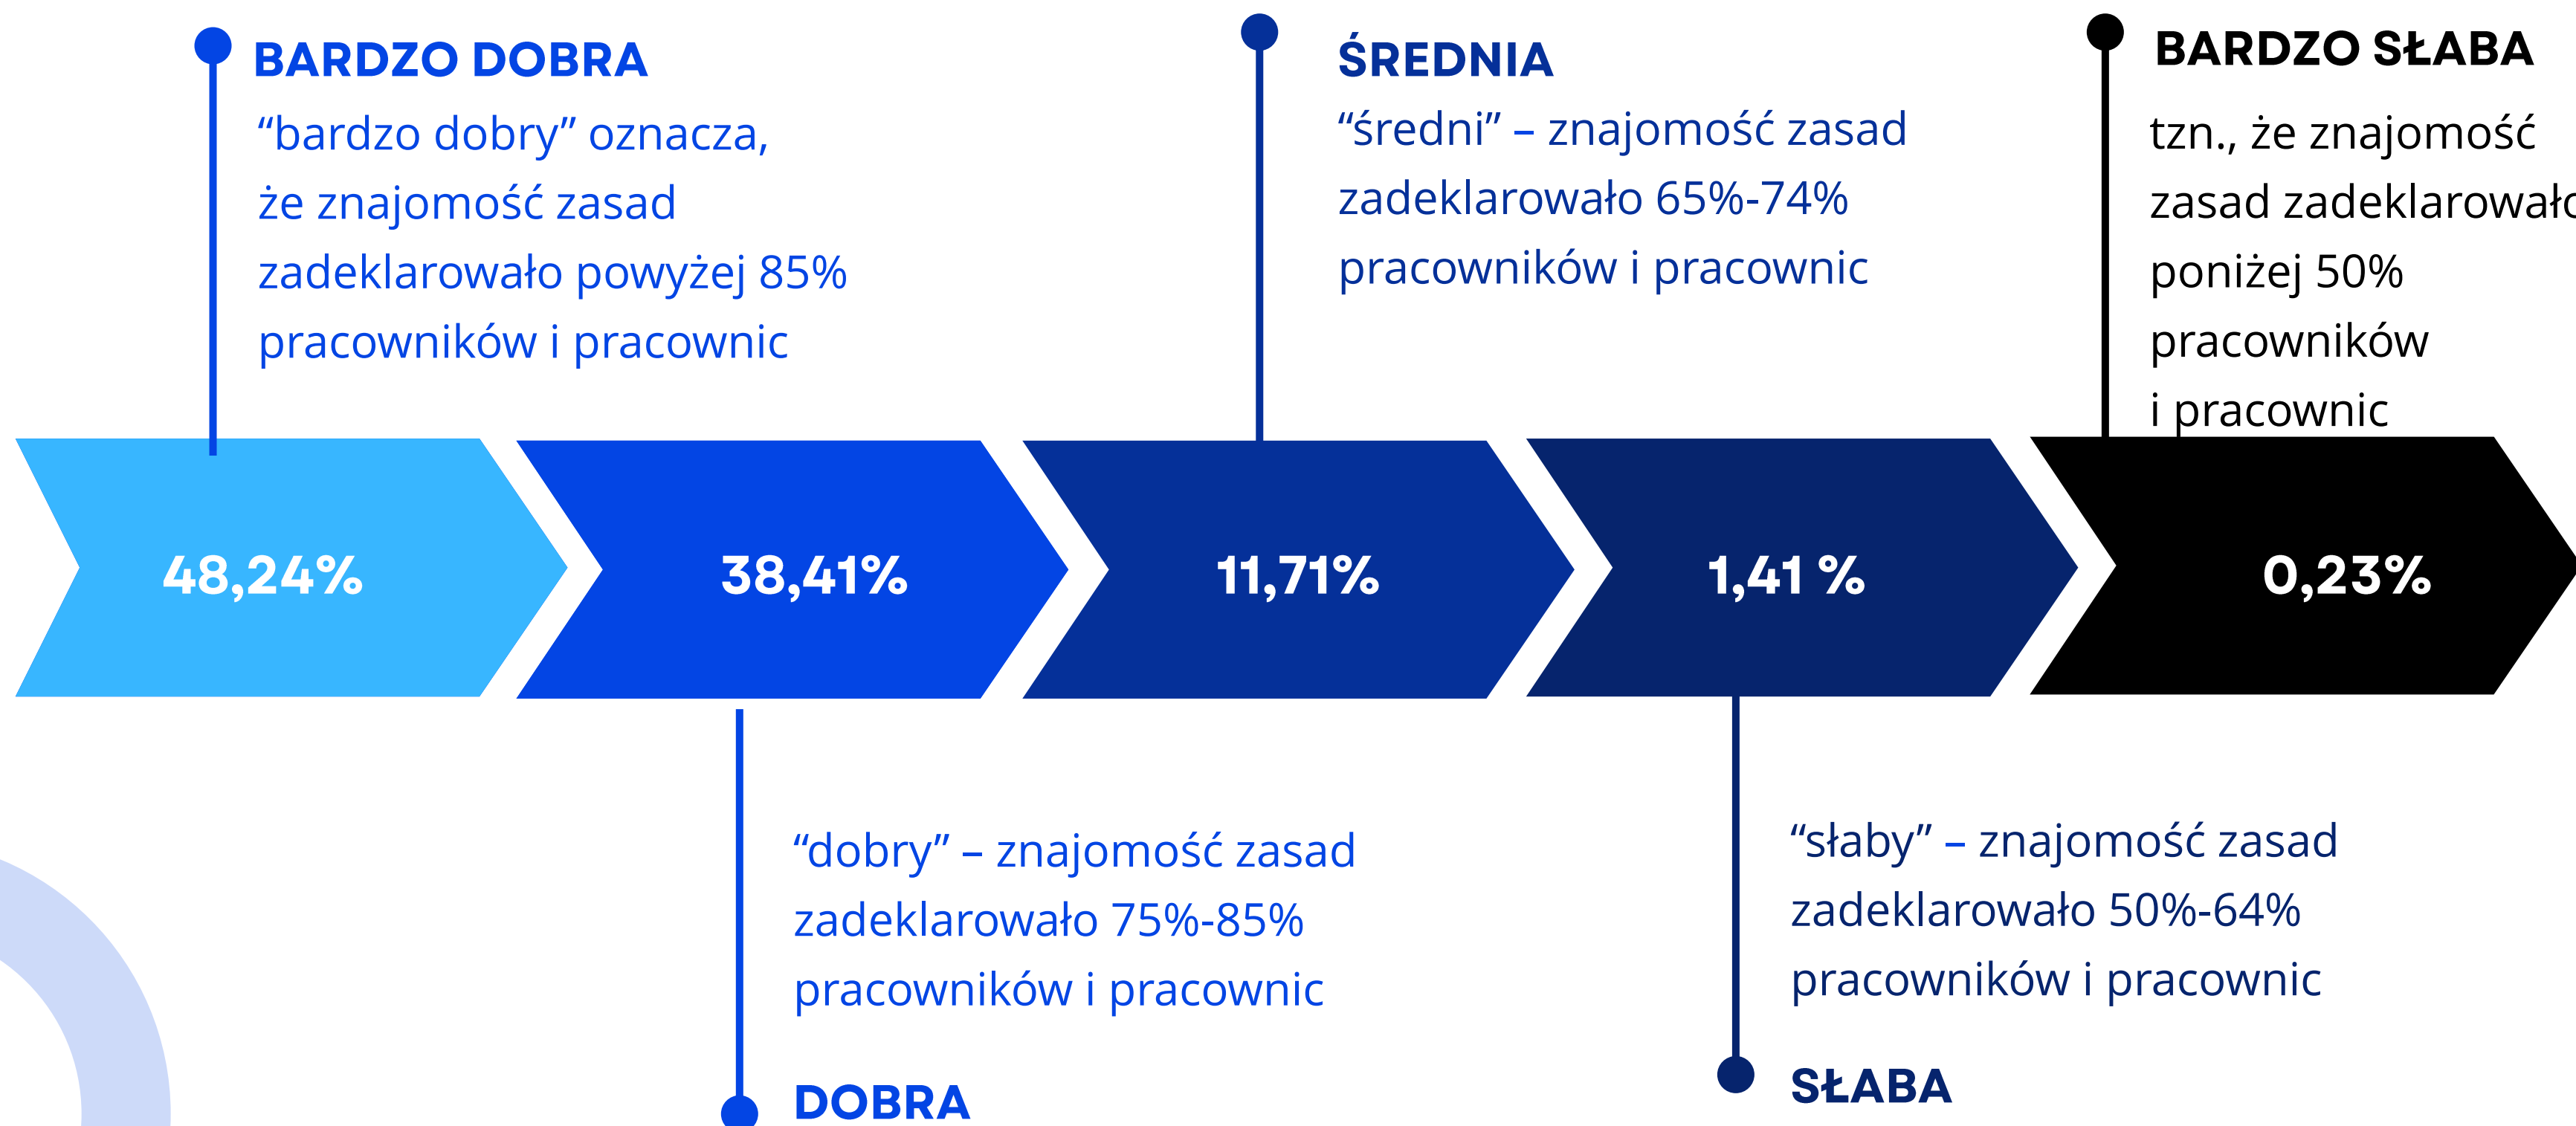 BARDZO DOBRA
“bardzo dobry” oznacza,
że znajomość zasad
zadeklarowało powyżej 85%
pracowników i pracownic
ŚREDNIA
“średni” – znajomość zasad
zadeklarowało 65%-74%
pracowników i pracownic
BARDZO SŁABA
tzn., że znajomość
zasad zadeklarowało
poniżej 50%
pracowników
i pracownic
48,24%
38,41%
11,71%
1,41 %
0,23%
“dobry” – znajomość zasad
zadeklarowało 75%-85%
pracowników i pracownic
DOBRA
“słaby” – znajomość zasad
zadeklarowało 50%-64%
pracowników i pracownic
SŁABA